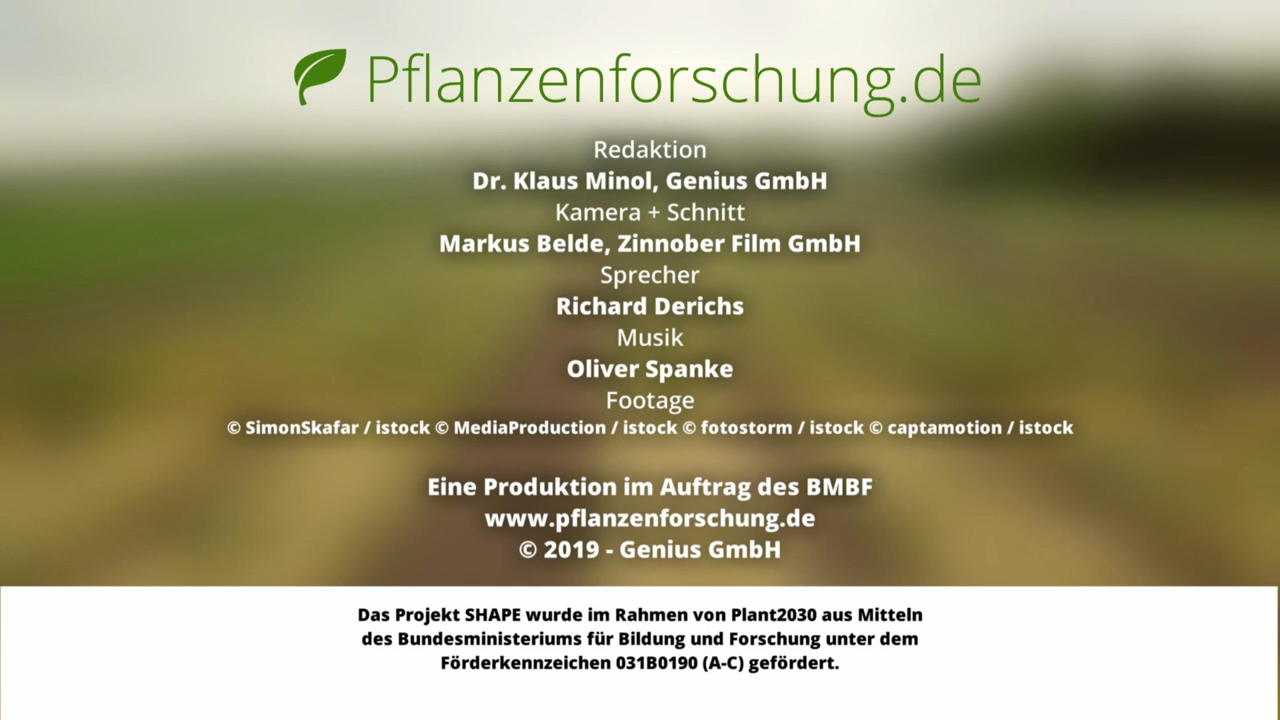 Pflanzenforschung.de
Redaktion
Dr. Klaus Minol, Genius GmbH
Kamera + Schnitt
Markus Belde, Zinnober Film GmbH
Sprecher
Richard Derichs
Musik
Oliver Spanke
Footage
© SimonSkafar / istock © MediaProduction / istock © fotostorm / istock © captamotion / istock
Eine Produktion im Auftrag des BMBF
www.pflanzenforschung.de
© 2019 - Genius GmbH
Das Projekt SHAPE wurde im Rahmen von Plant2030 aus Mitteln
des Bundesministeriums für Bildung und Forschung unter dem
Förderkennzeichen 031B0190 (A-C) gefördert.